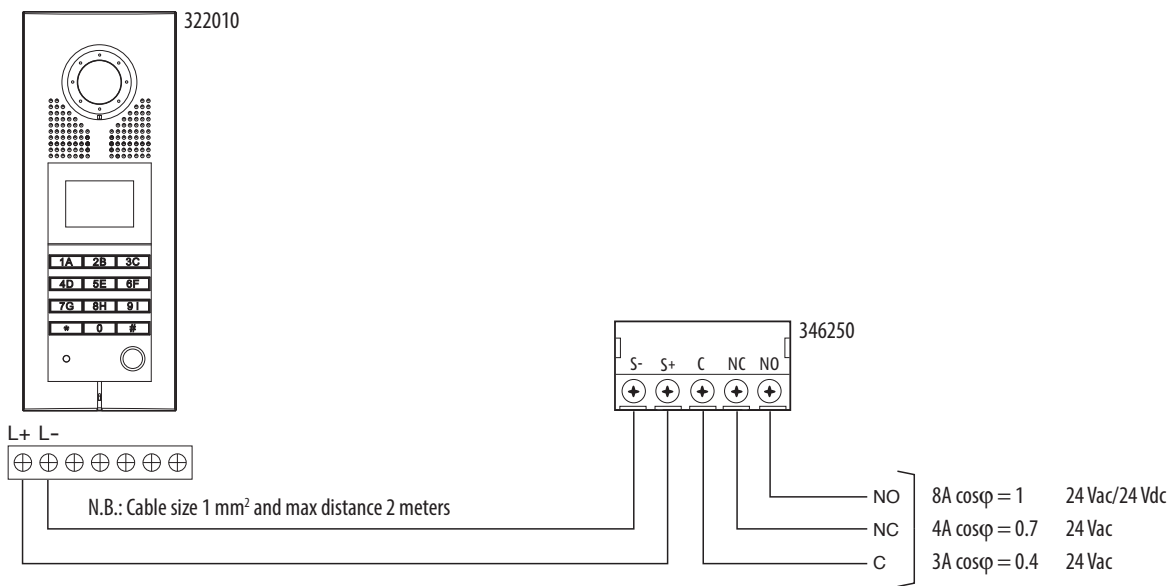 322010
1A 2B 3C
4D 5E 6F
7G 8H 9I
* 0 #
346250
S- S+ C NC NO
L+ L-
N.B.: Cable size 1 mm² and max distance 2 meters
NO 8A cosφ = 1 24 Vac/24 Vdc
NC 4A cosφ = 0.7 24 Vac
C 3A cosφ = 0.4 24 Vac